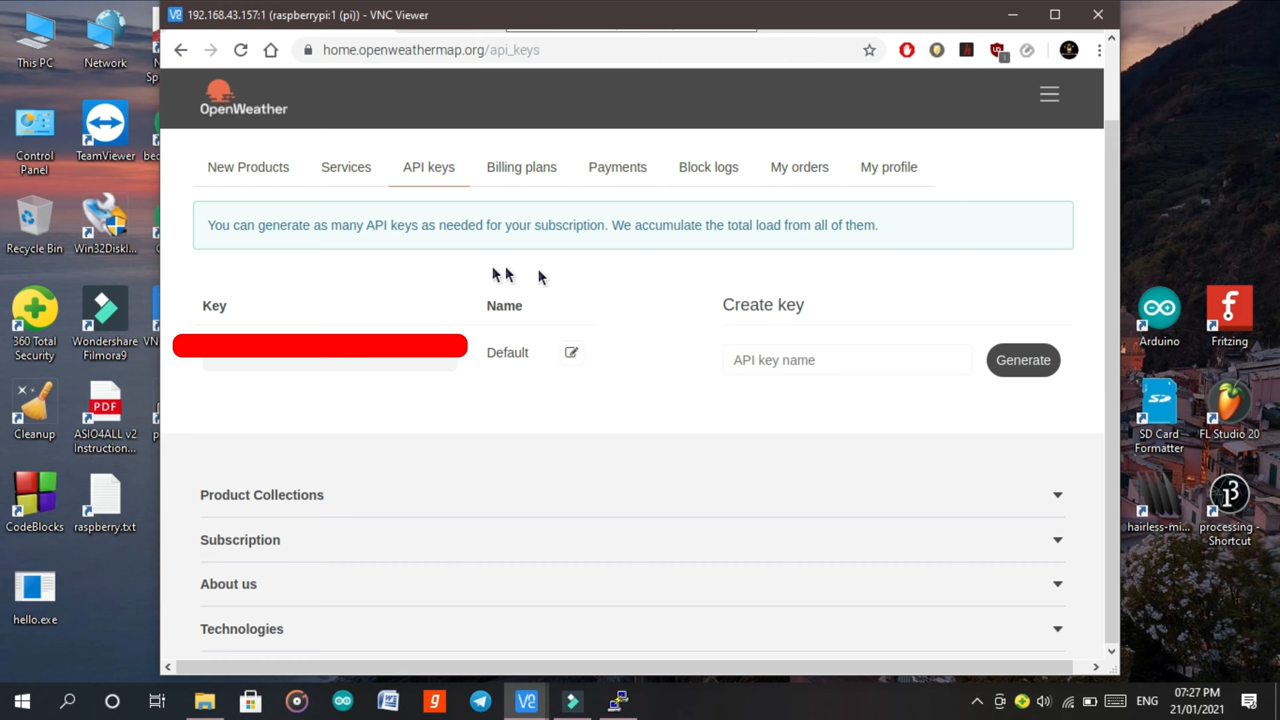 192.168.43.157:1 (raspberrypi:1 (pi)) - VNC Viewer
home.openweathermap.org/api_keys
1
OpenWeather
New Products
Services
API keys
Billing plans
Payments
Block logs
My orders
My profile
You can generate as many API keys as needed for your subscription. We accumulate the total load from all of them.
Key
Name
Default
Create key
API key name
Generate
Product Collections
Subscription
About us
Technologies
This PC
Network
Control
Panel
TeamViewer
Recycle Bin
Win32Diskl...
360 Total
Security
Wondershare
Filmora9
Cleanup
PDF
ASIO4ALL v2
Instruction...
CodeBlocks
raspberry.txt
hello.exe
Arduino
Fritzing
SD Card
Formatter
FL Studio 20
hairless-mi...
processing -
Shortcut
ENG
07:27 PM
21/01/2021